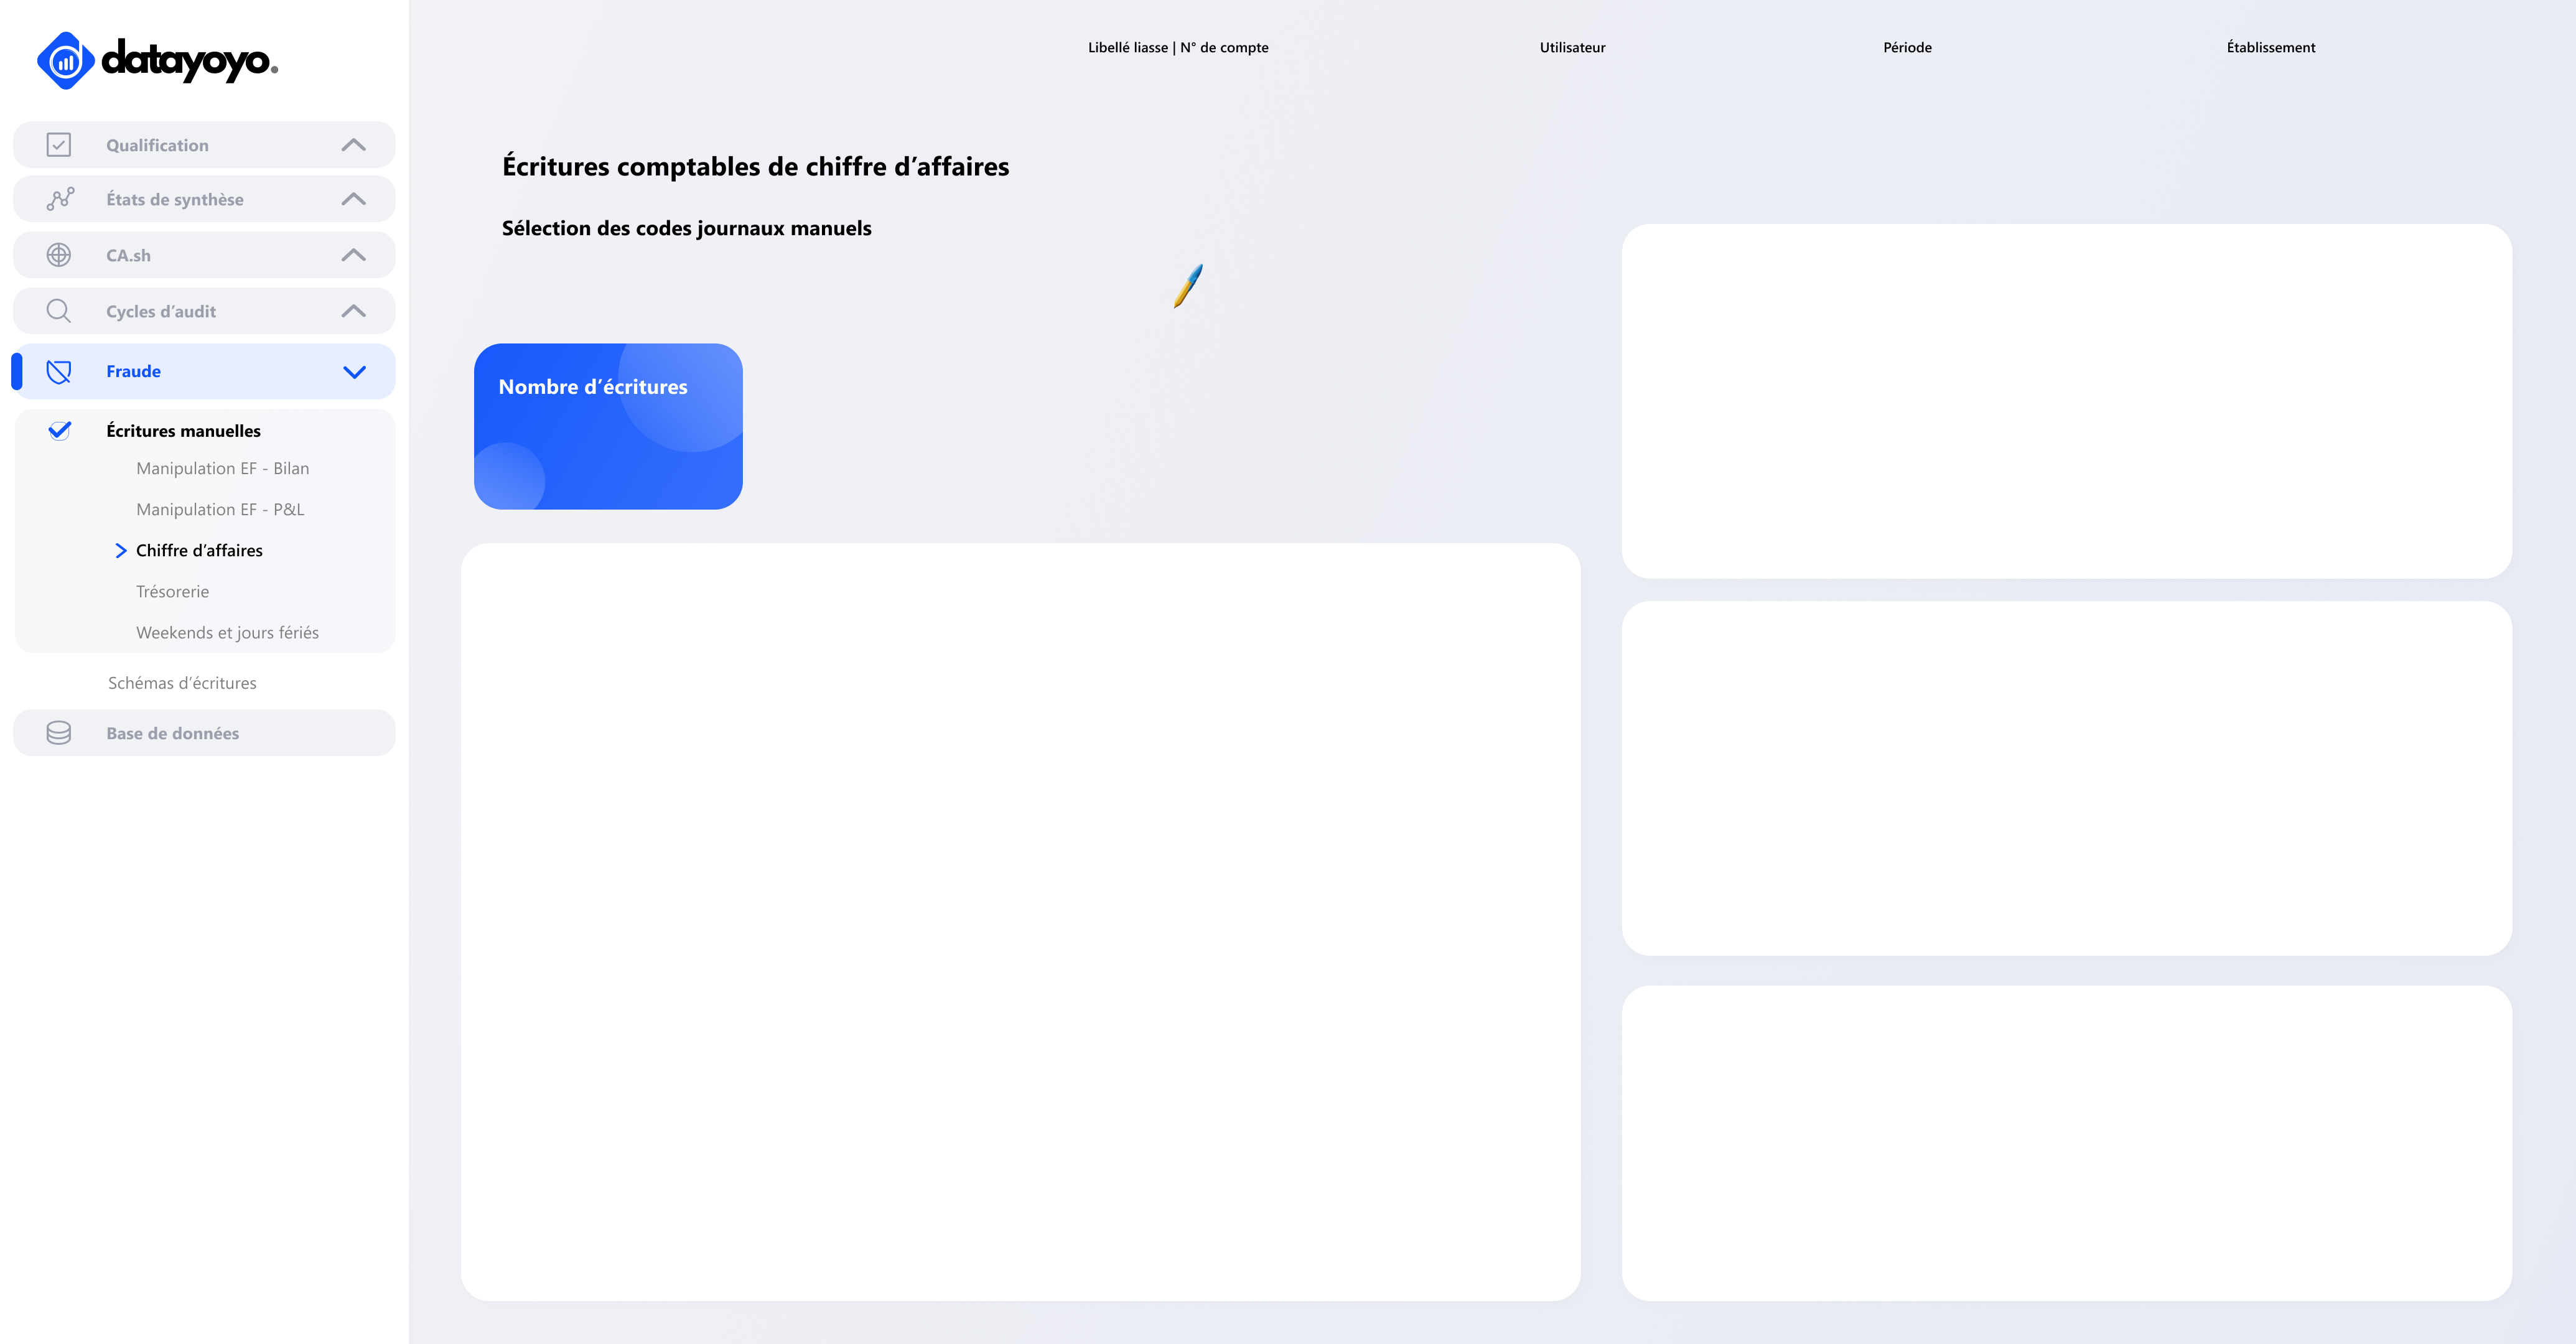 datayoyo.
Qualification
États de synthèse
CA.sh
Cycles d’audit
Fraude
Écritures manuelles
Manipulation EF - Bilan
Manipulation EF - P&L
Chiffre d’affaires
Trésorerie
Weekends et jours fériés
Schémas d’écritures
Base de données
Libellé liasse | N° de compte
Utilisateur
Période
Établissement
Écritures comptables de chiffre d’affaires
Sélection des codes journaux manuels
Nombre d’écritures